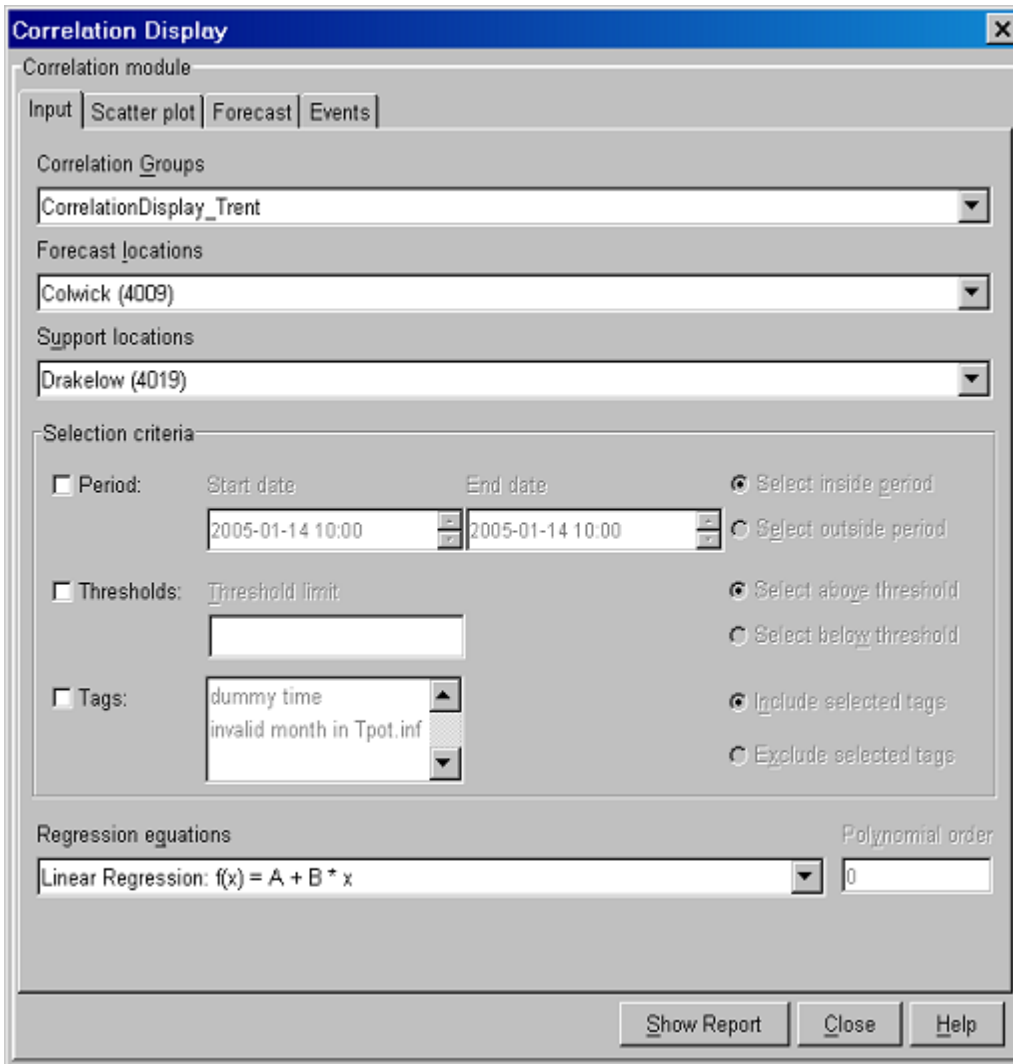 Correlation Display
Correlation module
Input Scatter plot Forecast Events
Correlation Groups
CorrelationDisplay_Trent
Forecast locations
Colwick (4009)
Support locations
Drakelow (4019)
Selection criteria
Period: Start date End date Select inside period
2005-01-14 10:00 2005-01-14 10:00 Select outside period
Thresholds: Threshold limit Select above threshold
Select below threshold
Tags: dummy time Include selected tags
invalid month in Tpot.inf
Exclude selected tags
Regression equations Polynomial order
Linear Regression: f(x) = A + B * x 0
Show Report Close Help